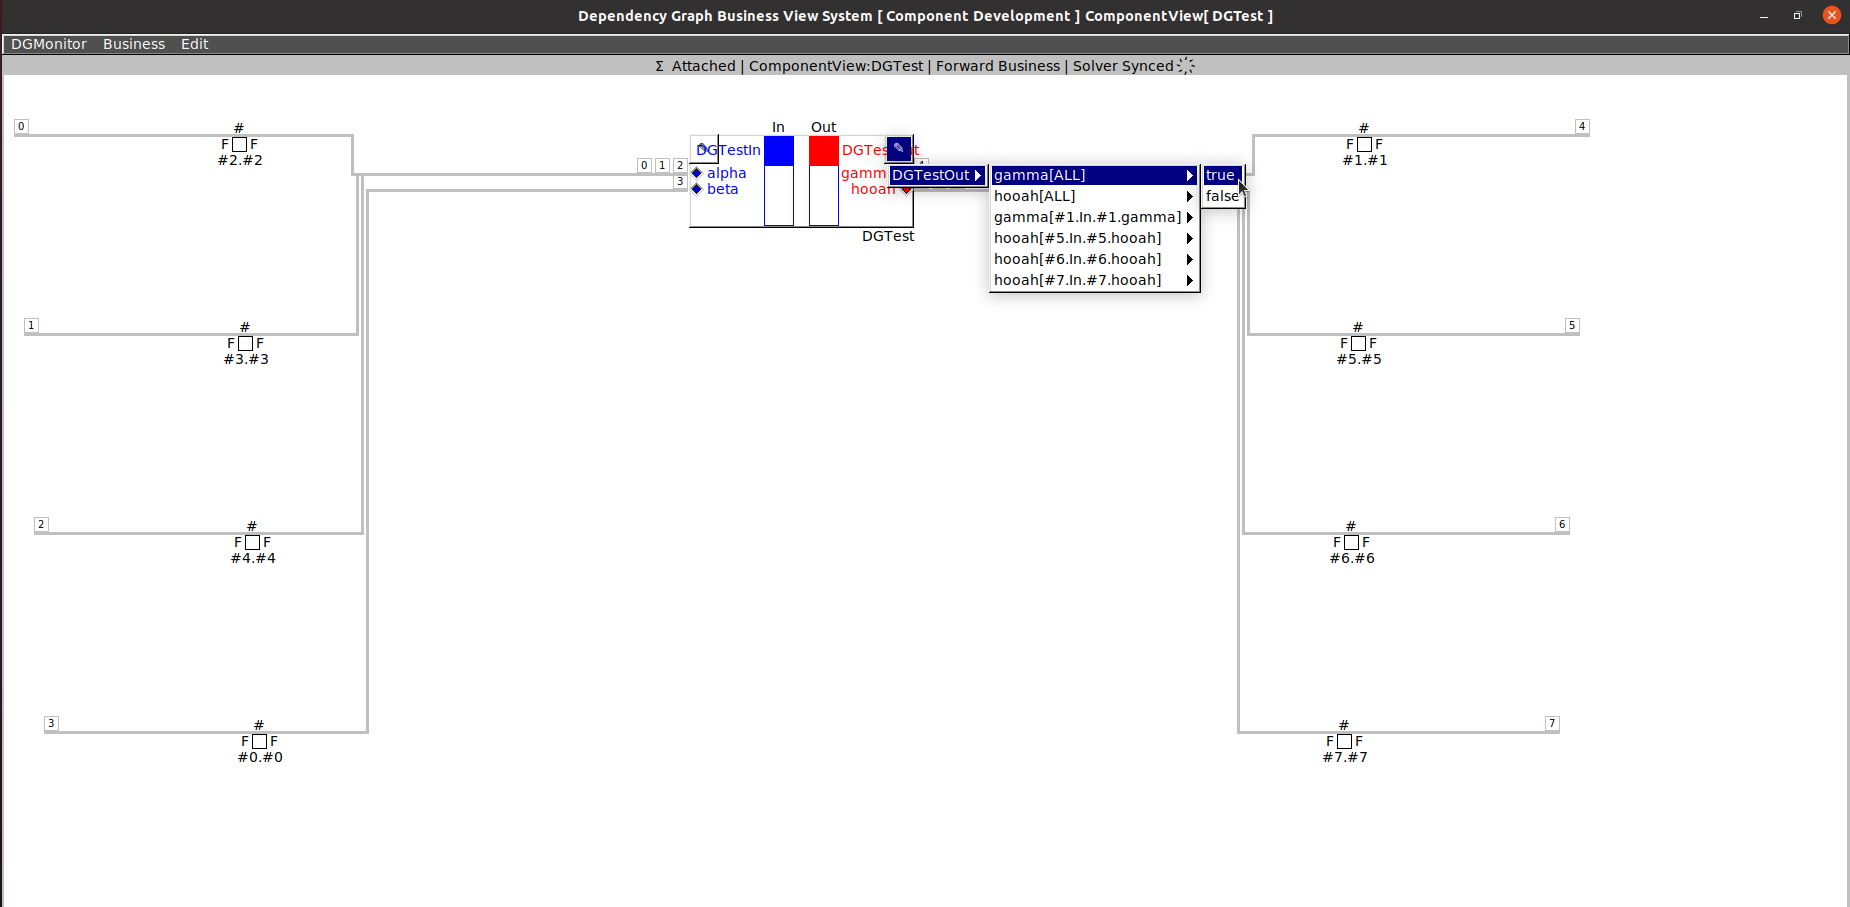 Dependency Graph Business View System [ Component Development ] ComponentView[ DGTest ]
DGMonitor Business Edit
Σ Attached | ComponentView:DGTest | Forward Business | Solver Synced
0
#
F F
#2.#2
In Out
DGTestIn
0 1 2
alpha
3
beta
gamm
hooah
DGTest
DGTestOut
gamma[ALL]
hooah[ALL]
gamma[#1.In.#1.gamma]
hooah[#5.In.#5.hooah]
hooah[#6.In.#6.hooah]
hooah[#7.In.#7.hooah]
true
false
4
#
F F
#1.#1
1
#
F F
#3.#3
5
#
F F
#5.#5
2
#
F F
#4.#4
6
#
F F
#6.#6
3
#
F F
#0.#0
7
#
F F
#7.#7